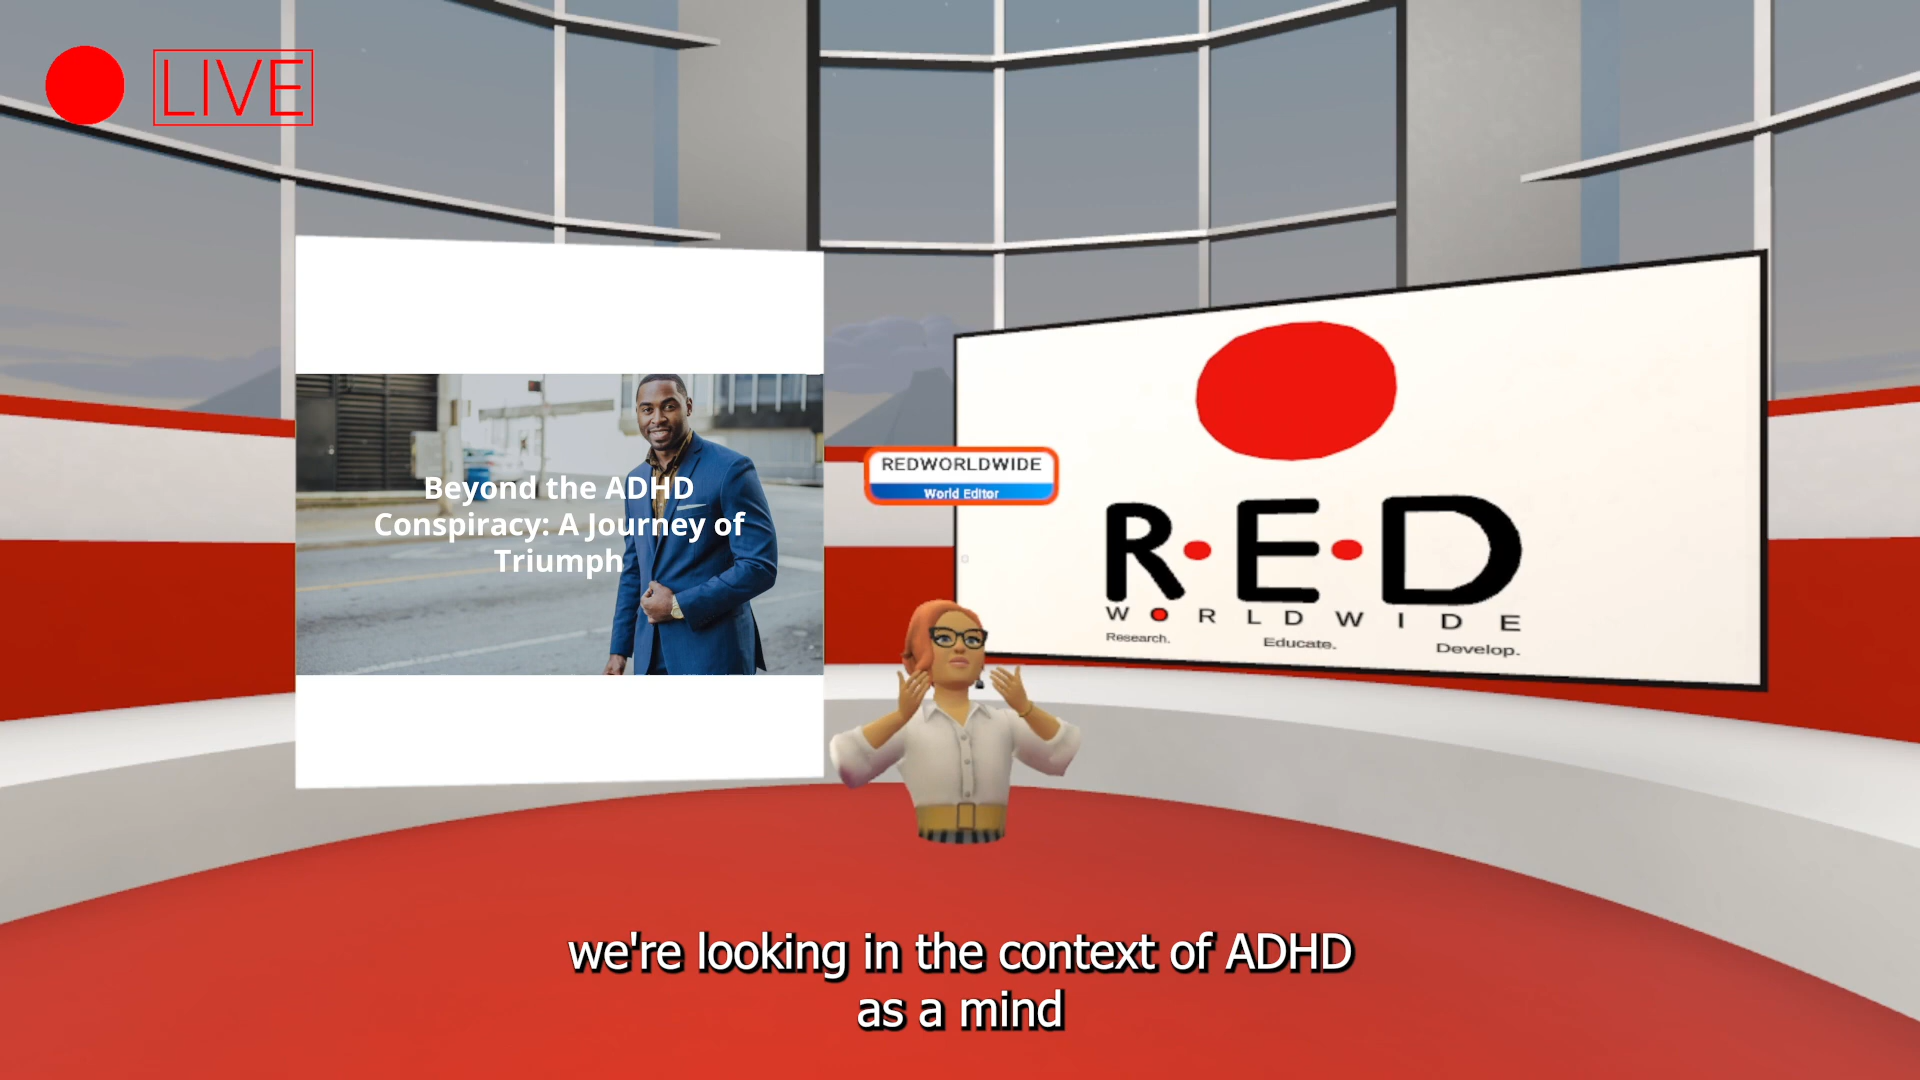 LIVE
Beyond the ADHD
Conspiracy: A Journey of
Triumph
REDWORLDWIDE
World Editor
R•E•D
W●RLDWIDE
Research. Educate. Develop.
we're looking in the context of ADHD
as a mind